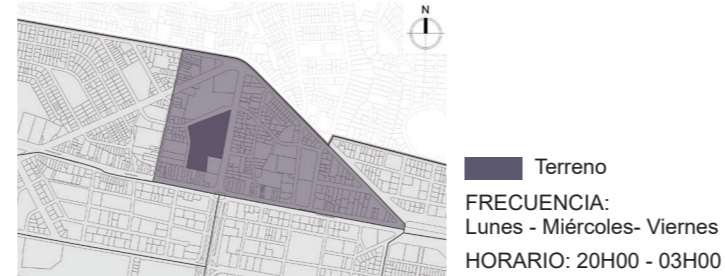 N
Terreno
FRECUENCIA:
Lunes - Miércoles- Viernes
HORARIO: 20H00 - 03H00